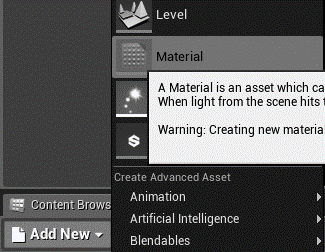 Level
Material
A Material is an asset which ca
When light from the scene hits t
Warning: Creating new materia
Create Advanced Asset
Animation
Artificial Intelligence
Blendables
Content Brows
Add New